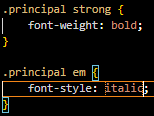 .principal strong {
    font-weight: bold;
}
.principal em {
    font-style: italic;
}